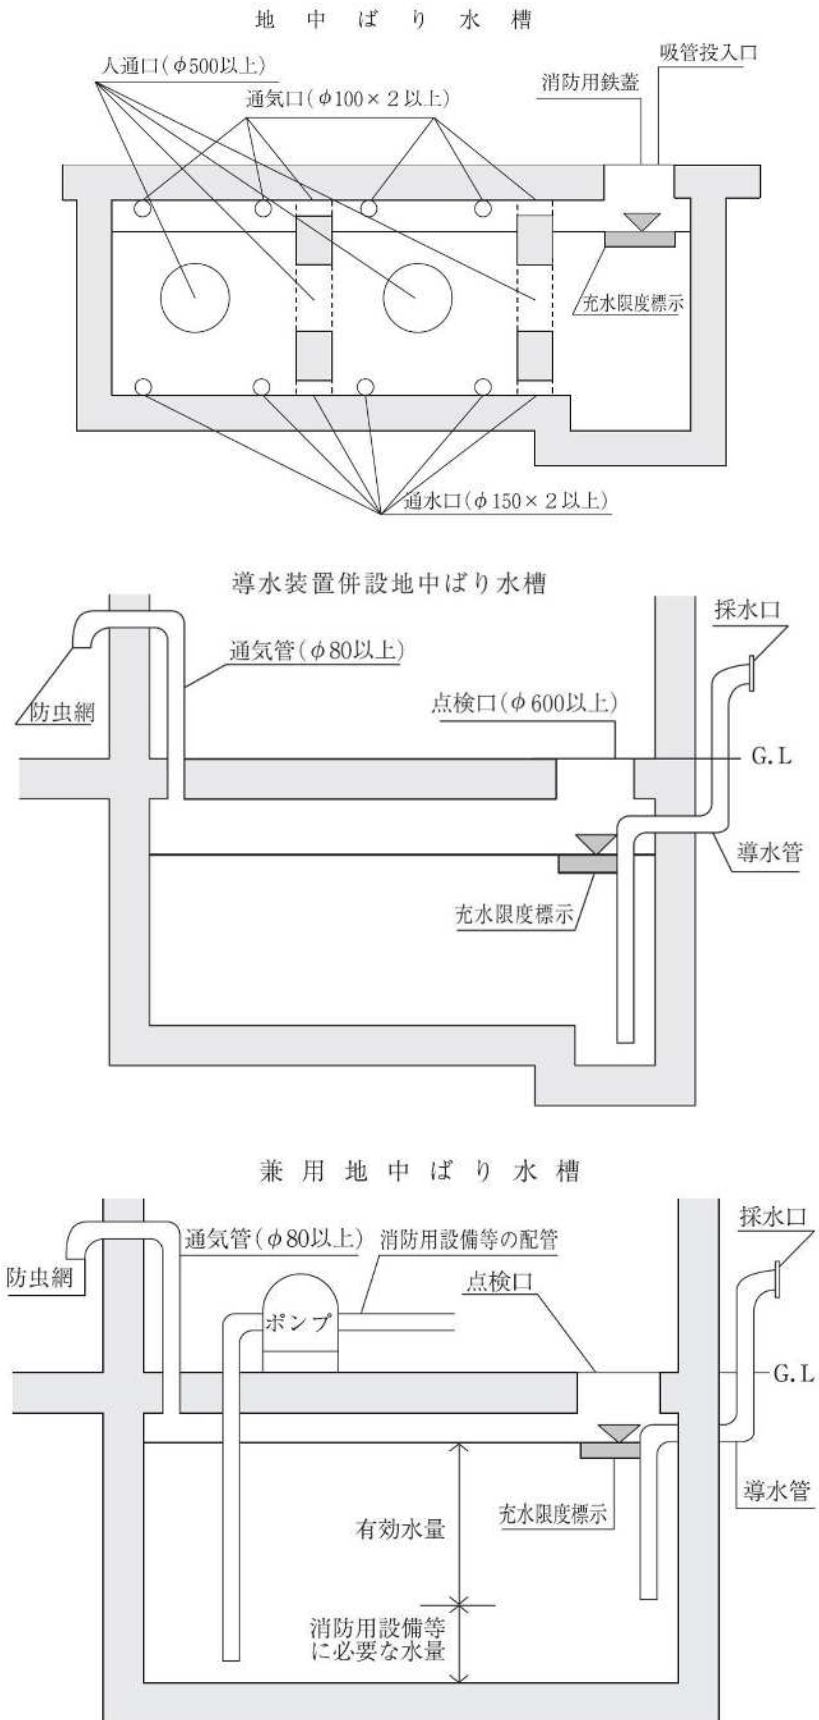 地中ばり水槽
人通口(φ500以上)
吸管投入口
消防用鉄蓋
通気口(φ100×2以上)
充水限度標示
通水口(φ150×2以上)
導水装置併設地中ばり水槽
採水口
通気管(φ80以上)
防虫網
点検口(φ600以上)
G.L
導水管
充水限度標示
兼用地中ばり水槽
採水口
通気管(φ80以上)
消防用設備等の配管
防虫網
点検口
ポンプ
G.L
導水管
充水限度標示
有効水量
消防用設備等
に必要な水量